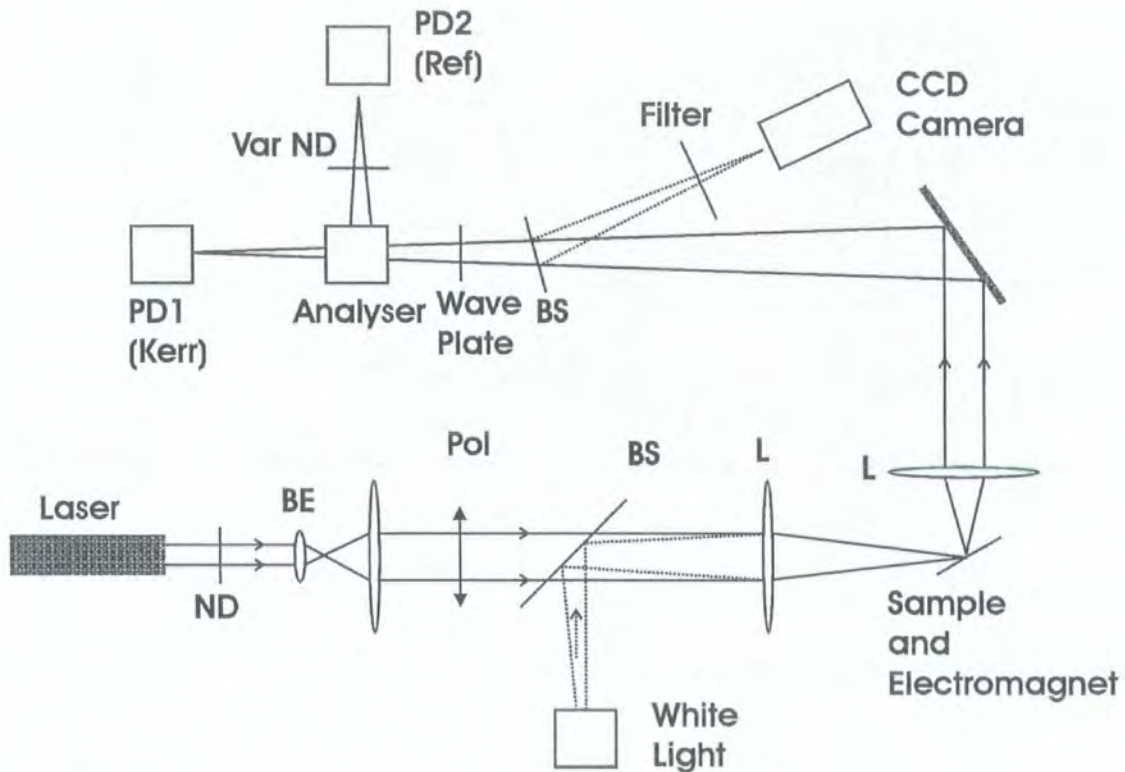 PD2
(Ref)
CCD
Camera
Filter
Var ND
PD1
(Kerr)
Analyser
Wave
Plate
BS
Pol
BS
L
L
Laser
BE
ND
Sample
and
Electromagnet
White
Light